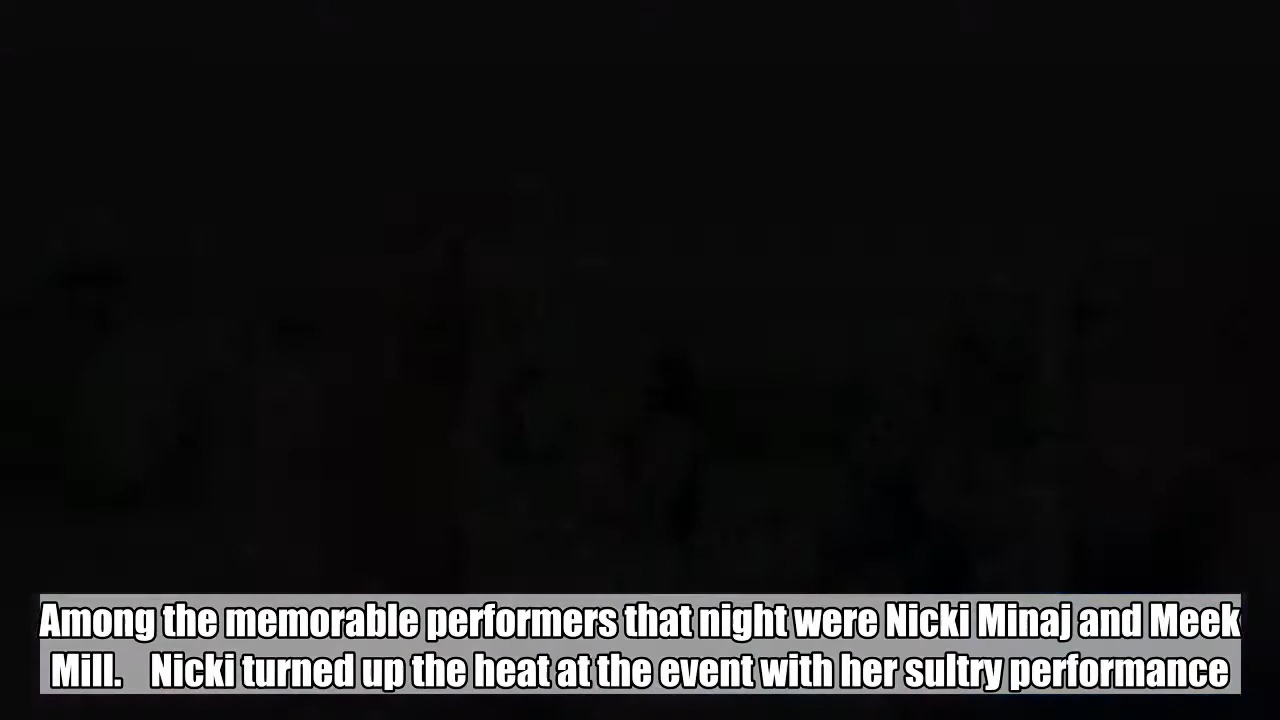 Among the memorable performers that night were Nicki Minaj and Meek
Mill.    Nicki turned up the heat at the event with her sultry performance